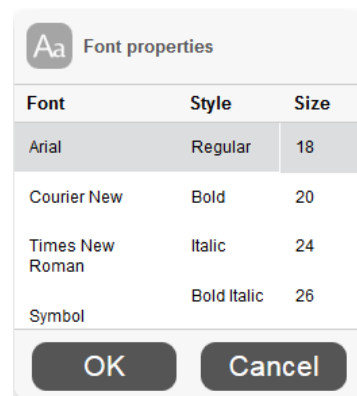 Aa Font properties
Font Style Size
Arial Regular 18
Courier New Bold 20
Times New Roman Italic 24
Symbol Bold Italic 26
OK Cancel